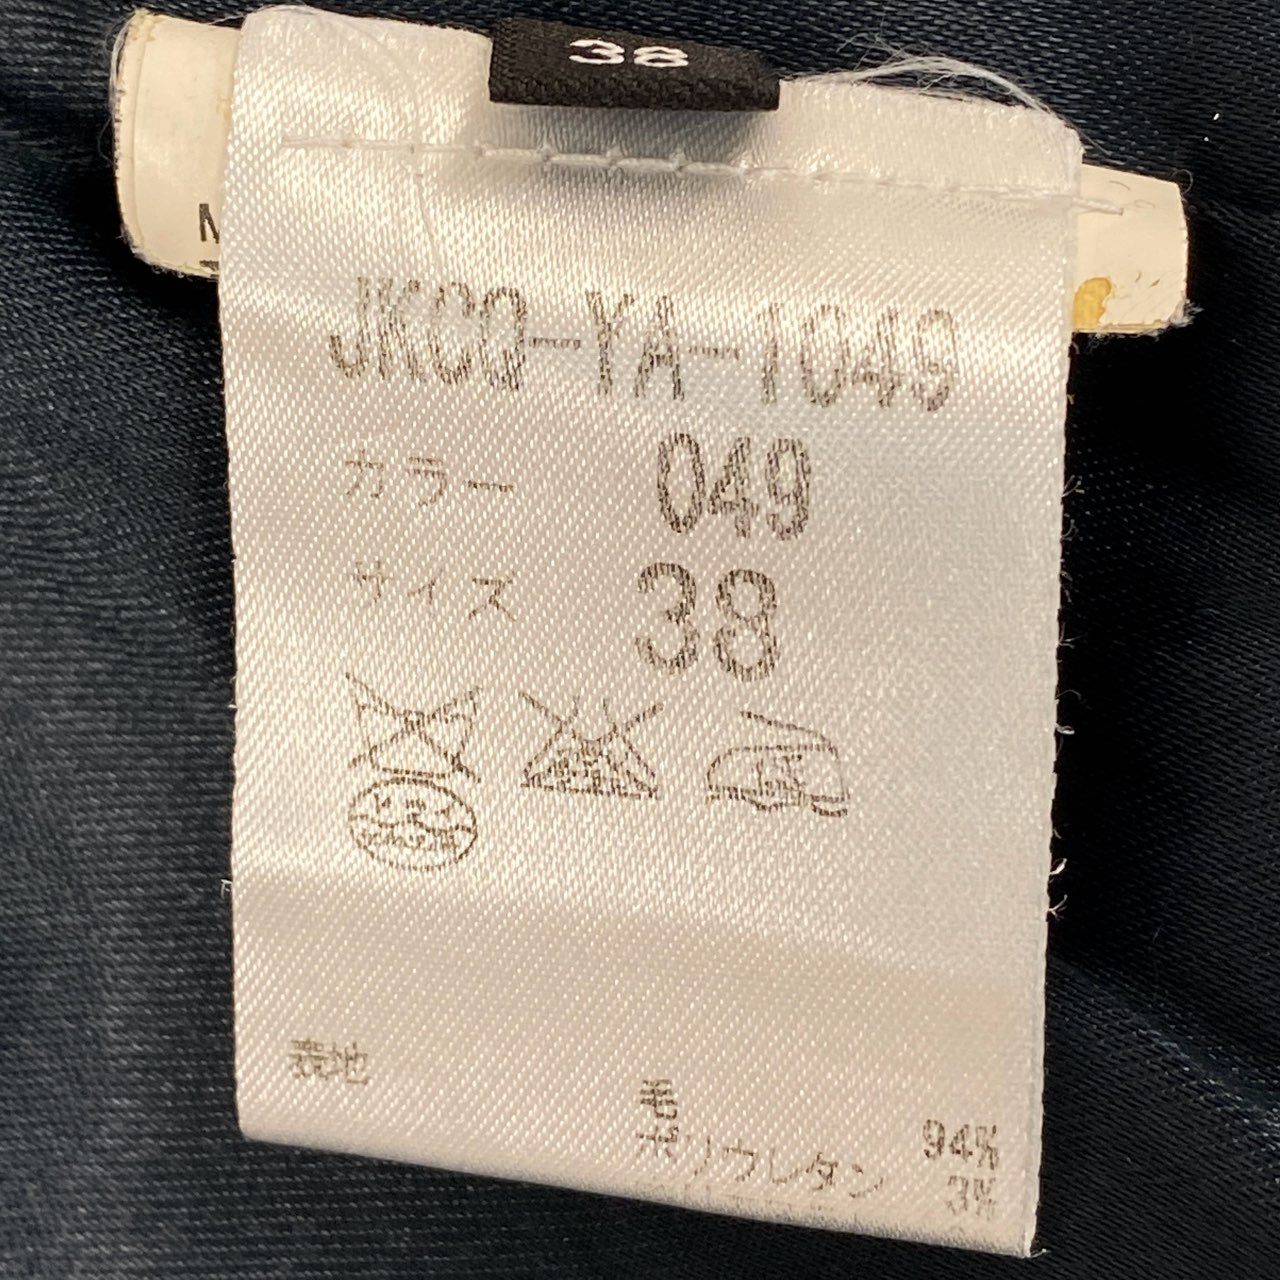 38
M
JKCQ-YA-1049
カラー 049
サイズ 38
表地
毛 94%
ポリウレタン 3%